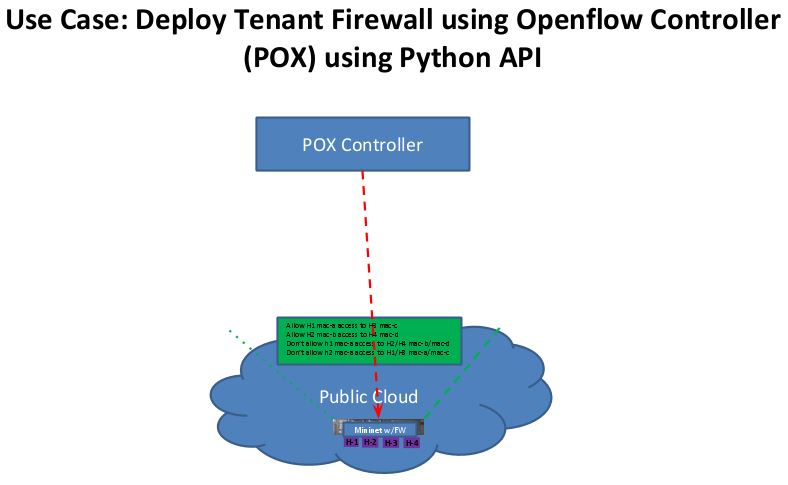 Use Case: Deploy Tenant Firewall using Openflow Controller
(POX) using Python API
POX Controller
Allow H1 mac-a access to H3 mac-c
Allow H2 mac-b access to H4 mac-d
Don't allow h1 mac-a access to H2/H4 mac-b/mac-d
Don't allow h2 mac-a access to H1/H3 mac-a/mac-c
Public Cloud
Mininet w/FW
H-1 H-2 H-3 H-4